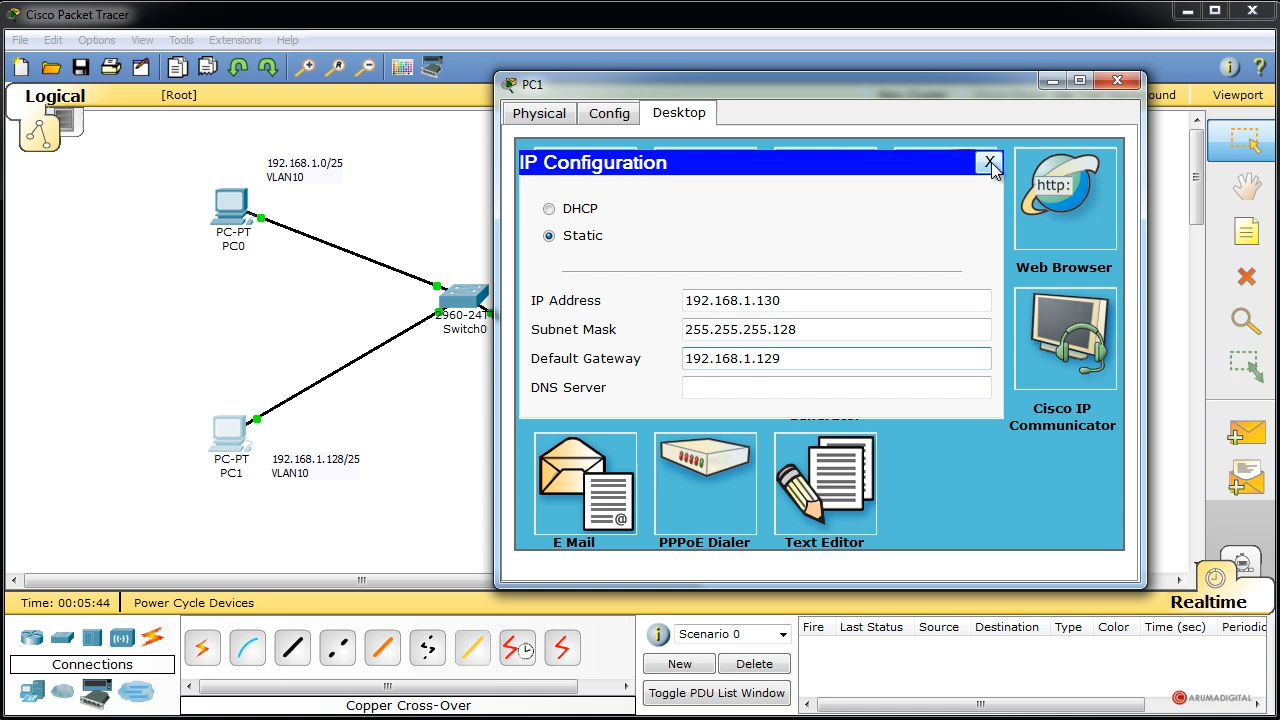 Cisco Packet Tracer
File Edit Options View Tools Extensions Help
Logical
[Root]
Viewport
192.168.1.0/25
VLAN10
PC-PT
PC0
2960-24T
Switch0
PC-PT
PC1
192.168.1.128/25
VLAN10
PC1
Physical Config Desktop
IP Configuration
X
DHCP
Static
IP Address 192.168.1.130
Subnet Mask 255.255.255.128
Default Gateway 192.168.1.129
DNS Server
http:
Web Browser
Cisco IP
Communicator
E Mail
PPPoE Dialer
Text Editor
Time: 00:05:44 Power Cycle Devices
Realtime
Connections
Copper Cross-Over
Scenario 0
New Delete
Toggle PDU List Window
Fire Last Status Source Destination Type Color Time (sec) Periodic
ARUMADIGITAL